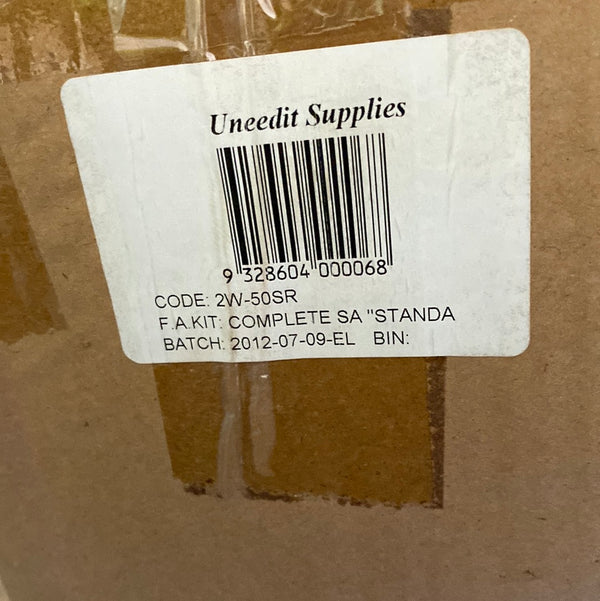 Uneedit Supplies
9 328604 000068
CODE: 2W-50SR
F.A.KIT: COMPLETE SA "STANDA
BATCH: 2012-07-09-EL BIN: